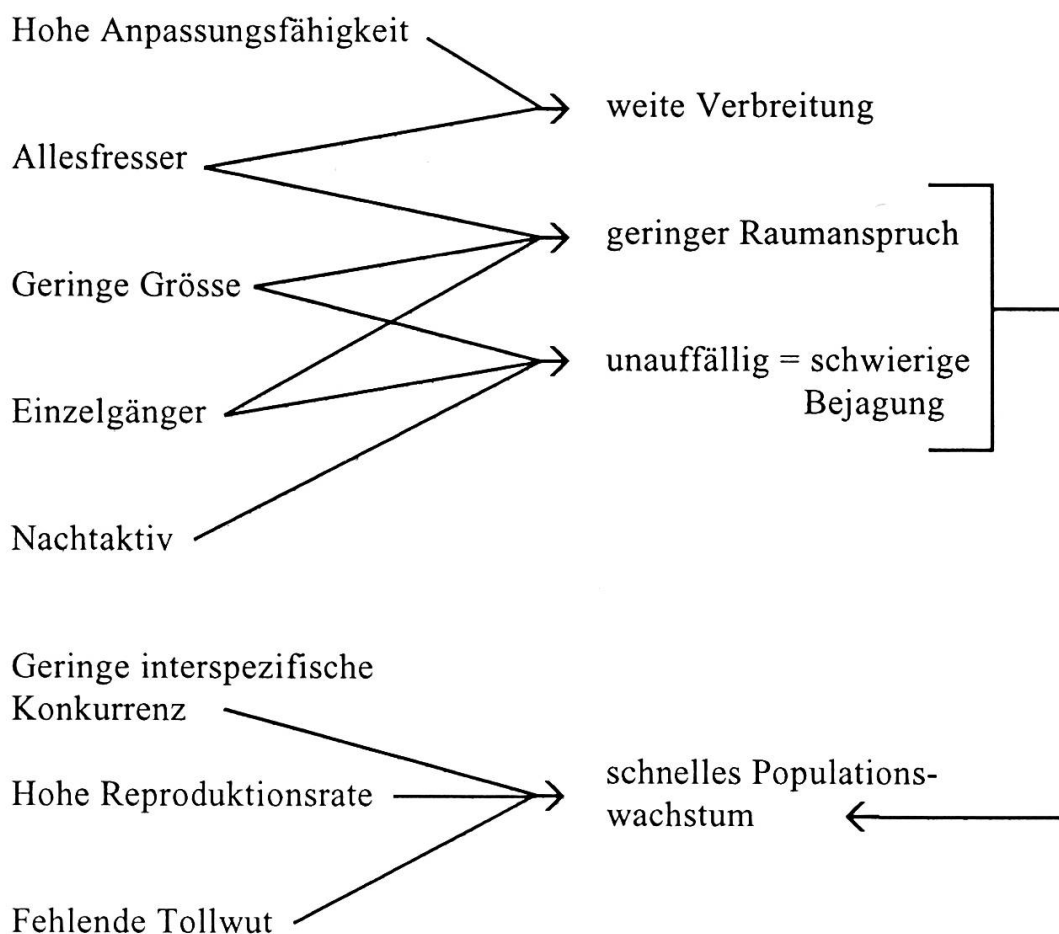 Hohe Anpassungsfähigkeit
weite Verbreitung
Allesfresser
geringer Raumanspruch
Geringe Grösse
unauffällig = schwierige
Bejagung
Einzelgänger
Nachtaktiv
Geringe interspezifische
Konkurrenz
Hohe Reproduktionsrate
schnelles Populations-
wachstum
Fehlende Tollwut